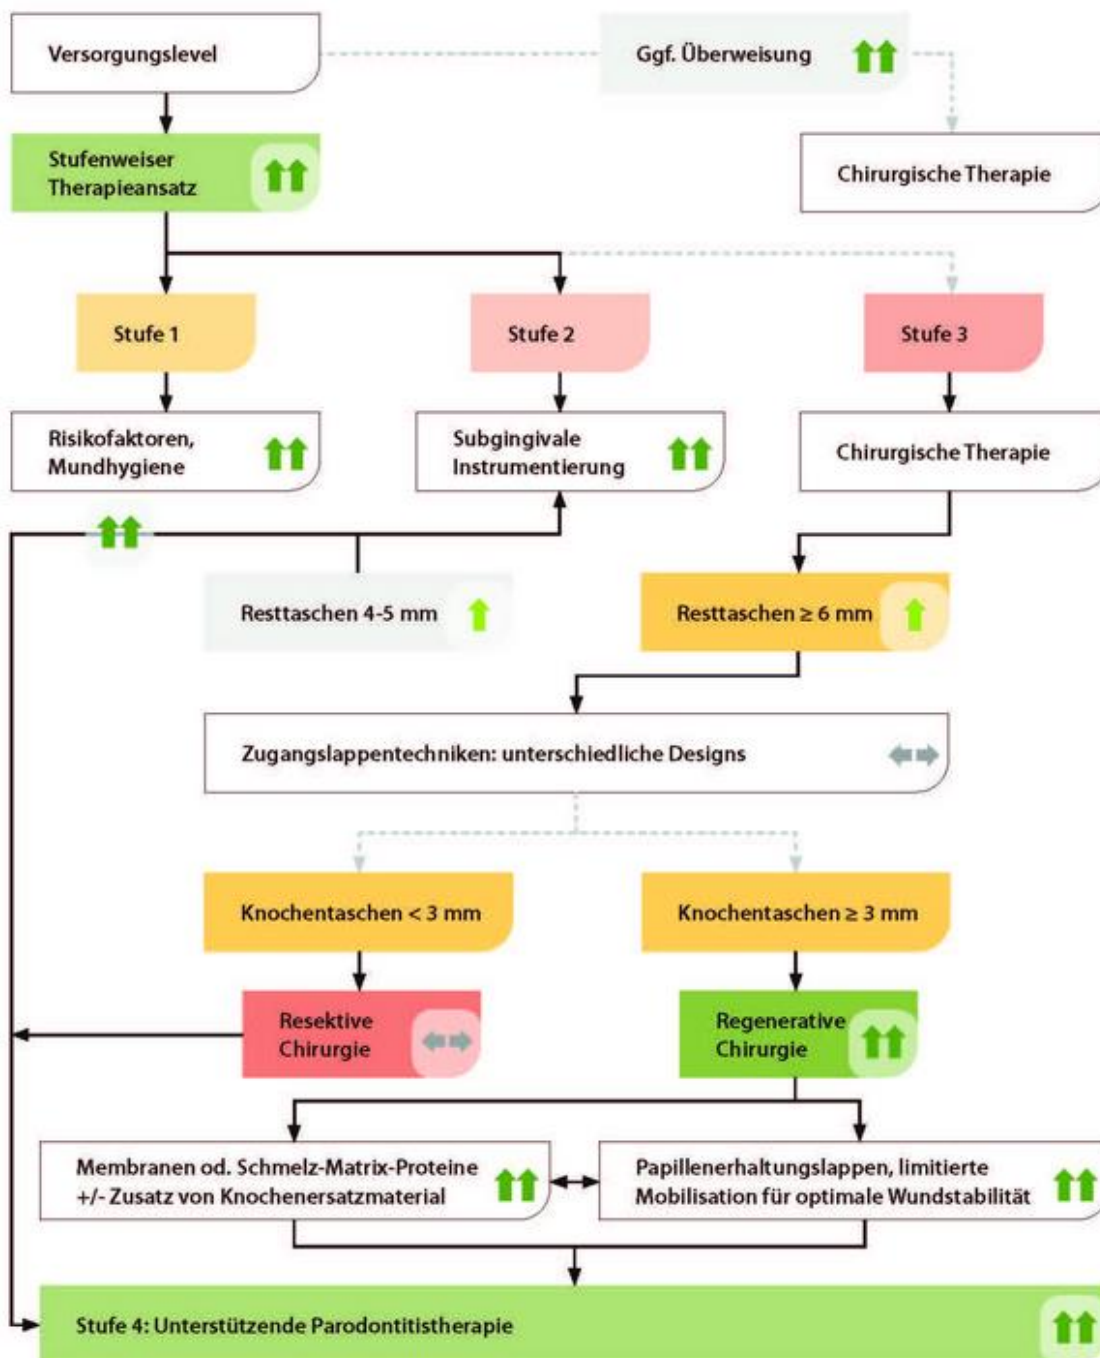 Versorgungslevel
Ggf. Überweisung
Stufenweiser
Therapieansatz
Chirurgische Therapie
Stufe 1
Stufe 2
Stufe 3
Risikofaktoren,
Mundhygiene
Subgingivale
Instrumentierung
Chirurgische Therapie
Resttaschen 4-5 mm
Resttaschen ≥ 6 mm
Zugangslappentechniken: unterschiedliche Designs
Knochentaschen < 3 mm
Knochentaschen ≥ 3 mm
Resektive
Chirurgie
Regenerative
Chirurgie
Membranen od. Schmelz-Matrix-Proteine
+/- Zusatz von Knochenersatzmaterial
Papillenerhaltungslappen, limitierte
Mobilisation für optimale Wundstabilität
Stufe 4: Unterstützende Parodontitistherapie